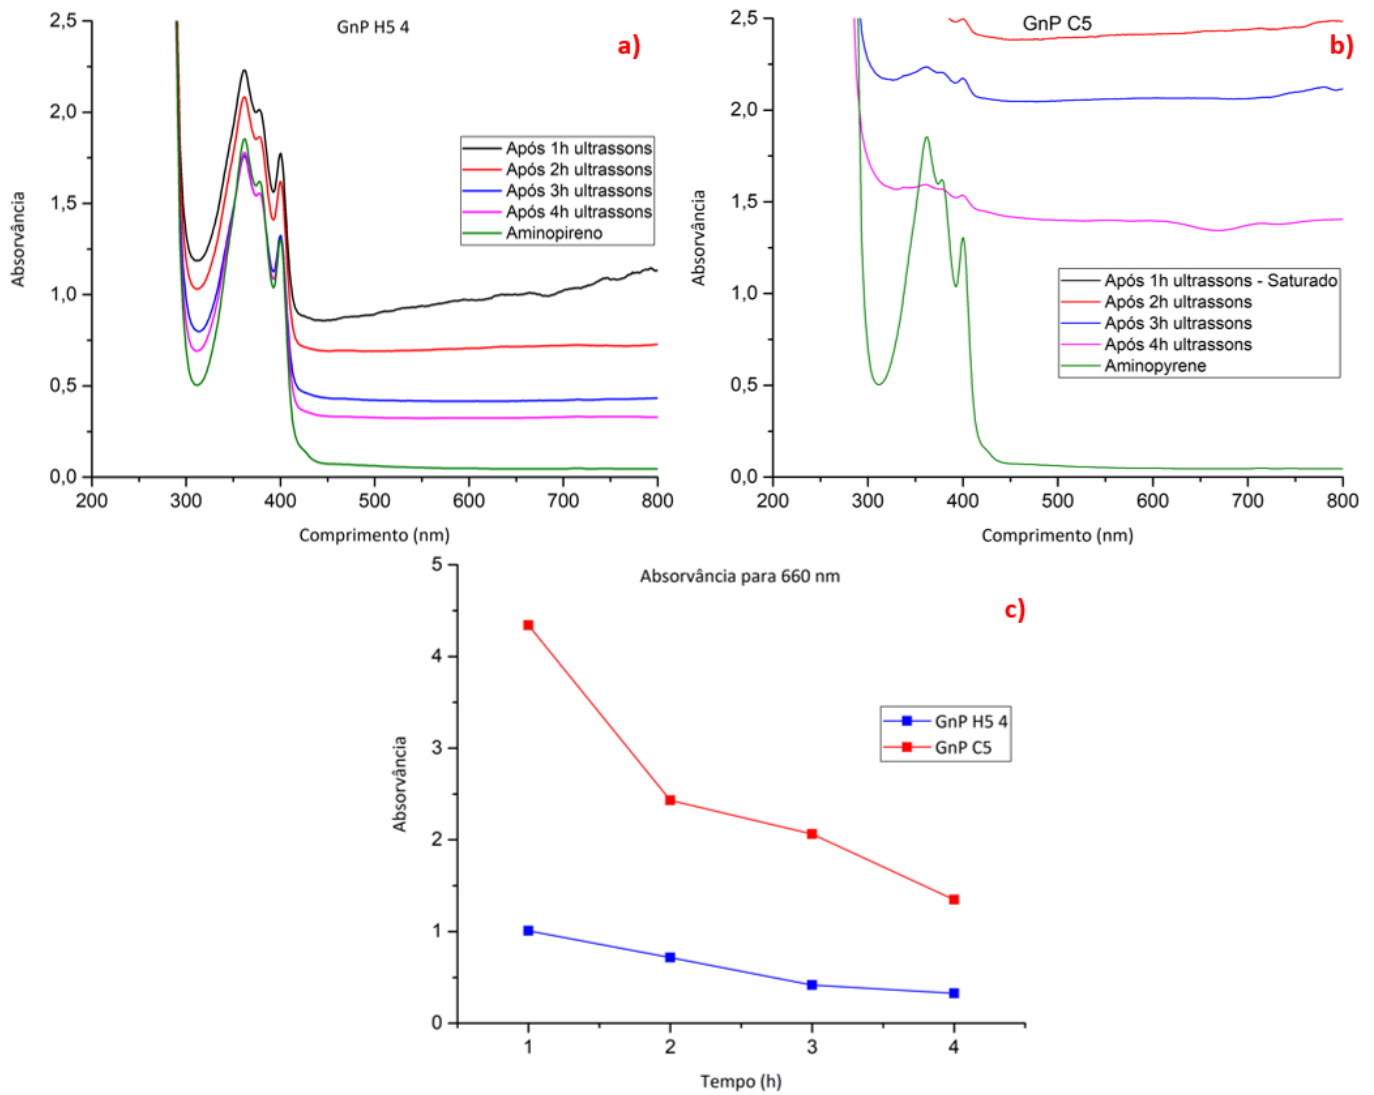 GnP H5 4
a)
2,5
2,0
1,5
1,0
0,5
0,0
Absorvância
Após 1h ultrassons
Após 2h ultrassons
Após 3h ultrassons
Após 4h ultrassons
Aminopireno
200
300
400
500
600
700
800
Comprimento (nm)
GnP C5
b)
2,5
2,0
1,5
1,0
0,5
0,0
Absorvância
Após 1h ultrassons - Saturado
Após 2h ultrassons
Após 3h ultrassons
Após 4h ultrassons
Aminopyrene
200
300
400
500
600
700
800
Comprimento (nm)
Absorvância para 660 nm
c)
5
4
3
2
1
0
Absorvância
GnP H5 4
GnP C5
1
2
3
4
Tempo (h)